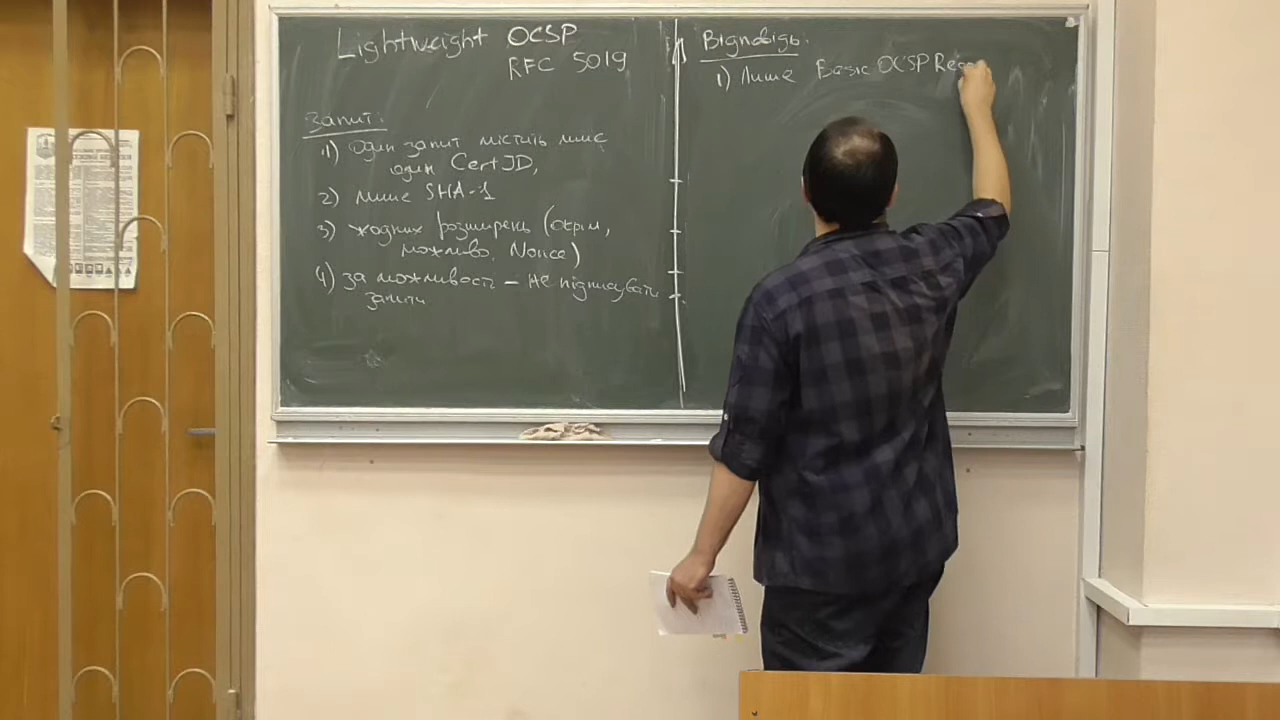 Lightweight OCSP
RFC 5019
Запит:
1) Один запит містить лише
один CertID,
2) лише SHA-1
3) жодних розширень (окрім,
можливо, Nonce)
4) за можливості – не підписувати
запити
Відповідь:
1) Лише Basic OCSP Resp